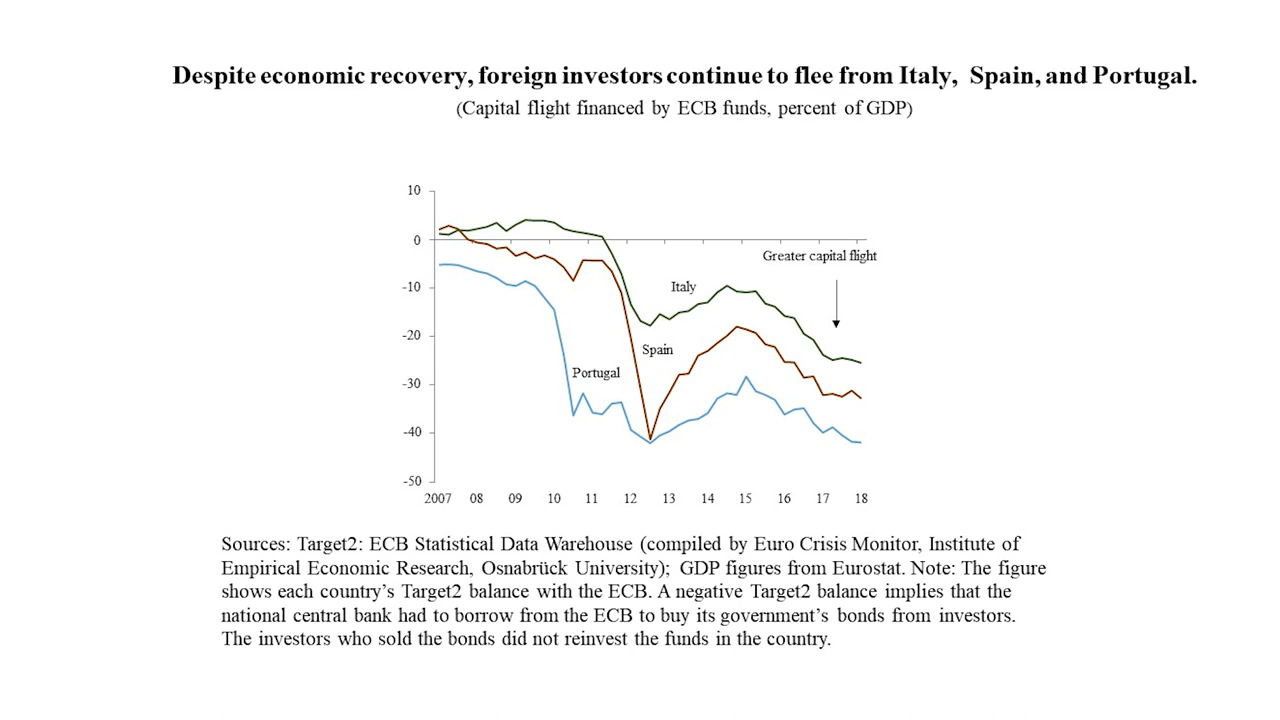 Despite economic recovery, foreign investors continue to flee from Italy, Spain, and Portugal.
(Capital flight financed by ECB funds, percent of GDP)
10
0
-10
-20
-30
-40
-50
Greater capital flight
Italy
Spain
Portugal
2007 08 09 10 11 12 13 14 15 16 17 18
Sources: Target2: ECB Statistical Data Warehouse (compiled by Euro Crisis Monitor, Institute of
Empirical Economic Research, Osnabrück University); GDP figures from Eurostat. Note: The figure
shows each country’s Target2 balance with the ECB. A negative Target2 balance implies that the
national central bank had to borrow from the ECB to buy its government’s bonds from investors.
The investors who sold the bonds did not reinvest the funds in the country.